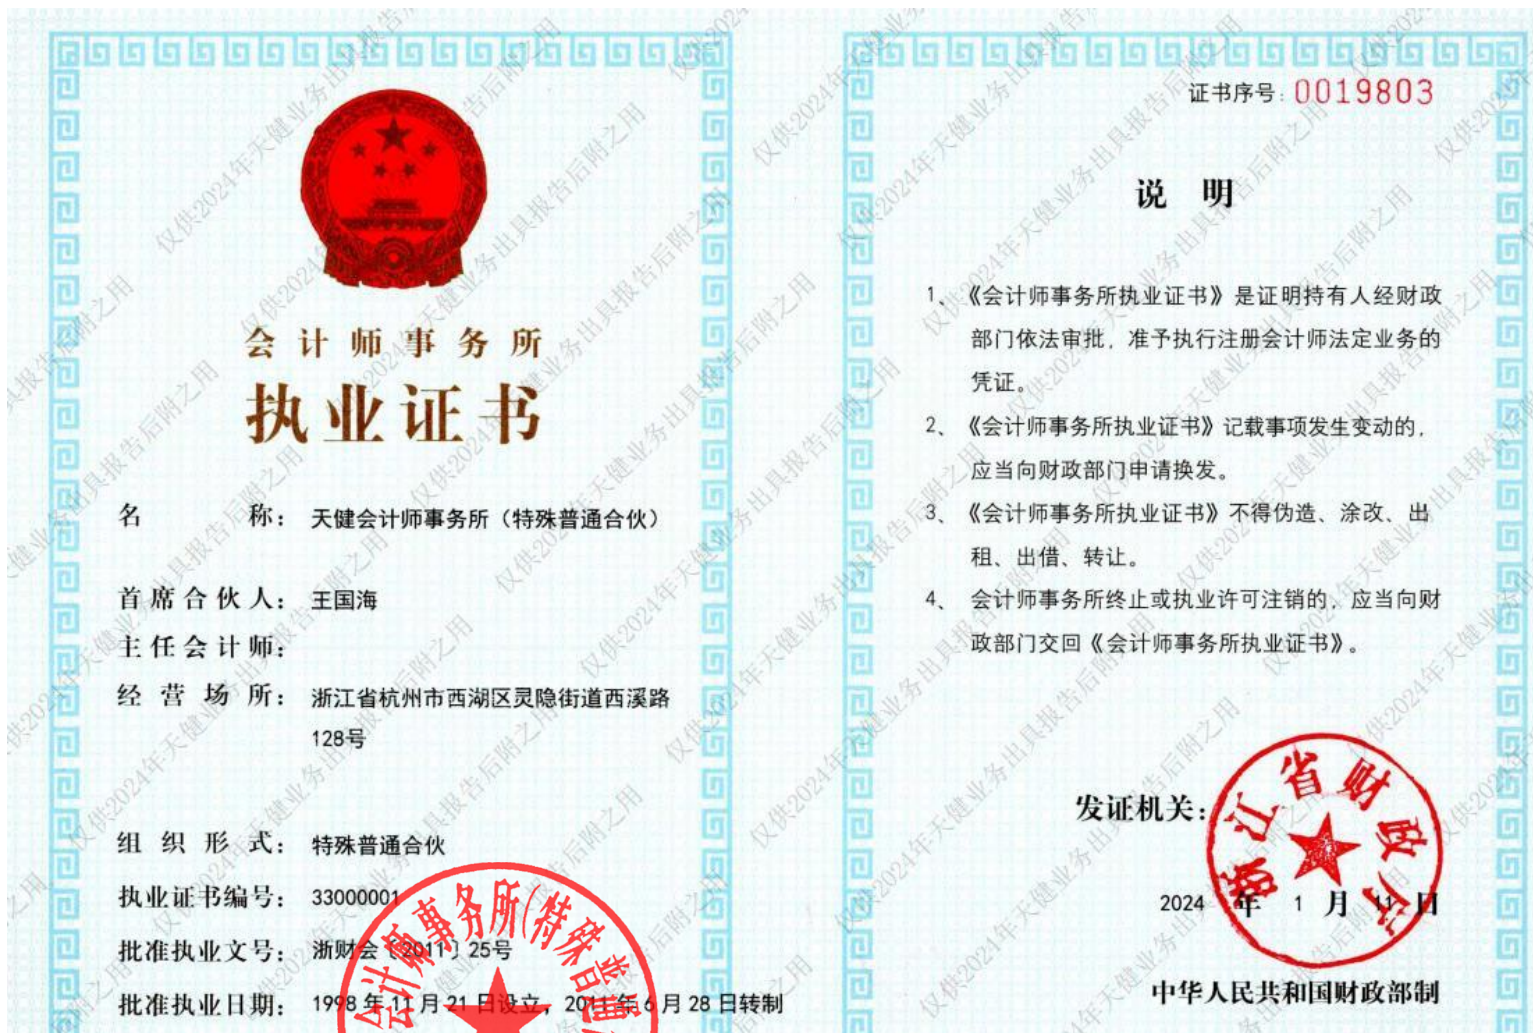 会计师事务所
执业证书
名 称： 天健会计师事务所（特殊普通合伙）
首席合伙人： 王国海
主任会计师：
经营场所： 浙江省杭州市西湖区灵隐街道西溪路
128号
组织形式： 特殊普通合伙
执业证书编号： 33000001
批准执业文号： 浙财会〔2011〕25号
批准执业日期： 1998年11月21日设立，2011年6月28日转制
会计师事务所(特殊普通
证书序号：0019803
说 明
1、《会计师事务所执业证书》是证明持有人经财政
部门依法审批，准予执行注册会计师法定业务的
凭证。
2、《会计师事务所执业证书》记载事项发生变动的，
应当向财政部门申请换发。
3、《会计师事务所执业证书》不得伪造、涂改、出
租、出借、转让。
4、 会计师事务所终止或执业许可注销的，应当向财
政部门交回《会计师事务所执业证书》。
发证机关：
浙江省财政厅
2024 年 1 月 11 日
中华人民共和国财政部制
仅供2024年天健业务出具报告后附之用